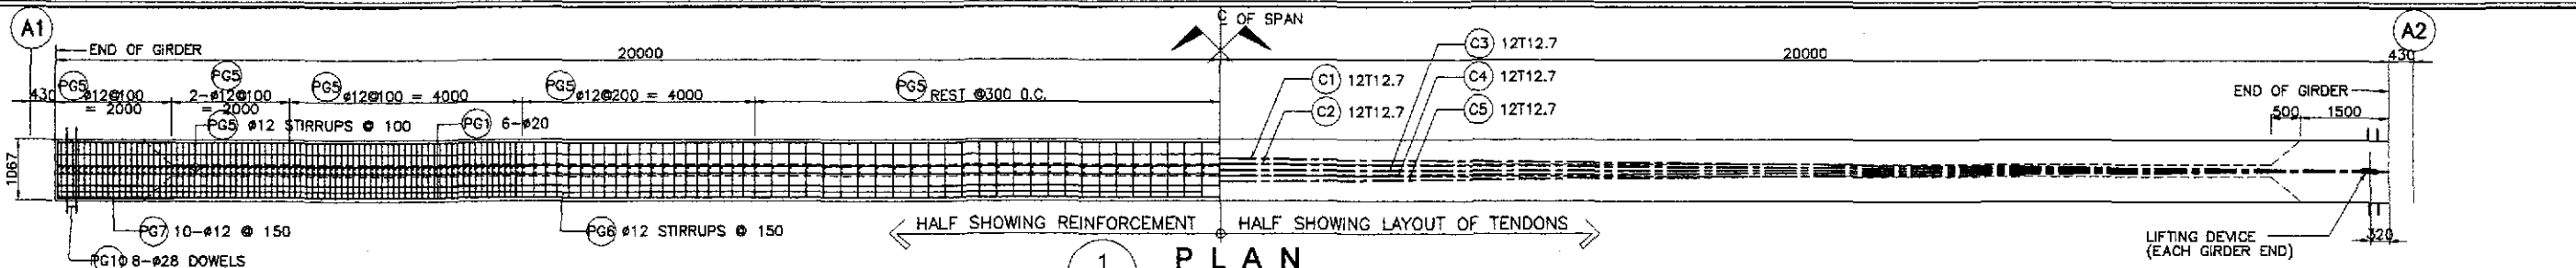 A1
A2
℄ OF SPAN
END OF GIRDER
20000
20000
430
C3 12T12.7
C1 12T12.7
C4 12T12.7
C2 12T12.7
C5 12T12.7
PG5
PG5
PG5
PG5
PG5
430
ø12@100 = 2000
2-ø12@100 = 2000
ø12@100 = 4000
ø12@200 = 4000
REST @300 O.C.
END OF GIRDER
500
1500
PG5 ø12 STIRRUPS @ 100
PG1 6-ø20
1067
HALF SHOWING REINFORCEMENT
HALF SHOWING LAYOUT OF TENDONS
PG7 10-ø12 @ 150
PG6 ø12 STIRRUPS @ 150
320
LIFTING DEVICE
(EACH GIRDER END)
PG10 8-ø28 DOWELS
1
PLAN